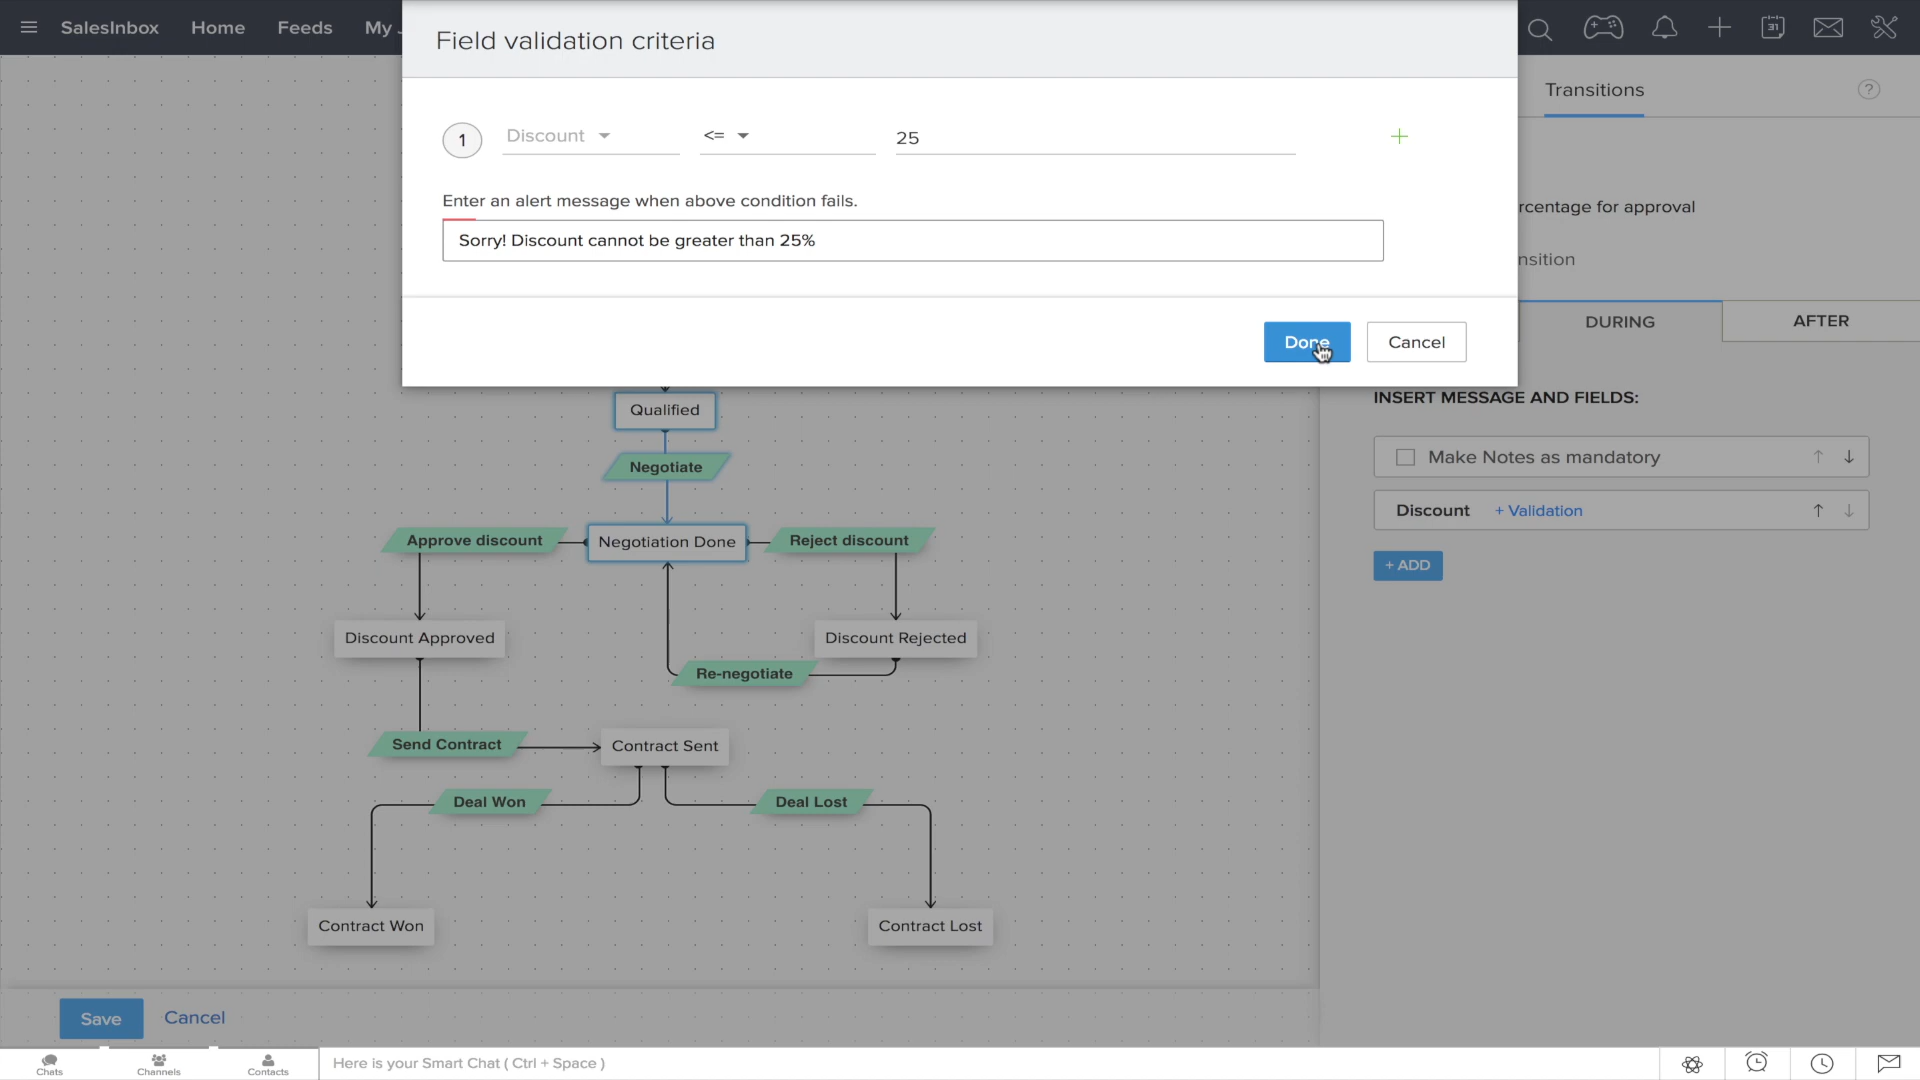 SalesInbox Home Feeds My J
31
Field validation criteria
1 Discount <= 25
Enter an alert message when above condition fails.
Sorry! Discount cannot be greater than 25%
Done Cancel
Transitions ?
rcentage for approval
nsition
DURING AFTER
INSERT MESSAGE AND FIELDS:
Make Notes as mandatory
Discount + Validation
+ ADD
Qualified
Negotiate
Approve discount Negotiation Done Reject discount
Discount Approved Discount Rejected
Re-negotiate
Send Contract Contract Sent
Deal Won Deal Lost
Contract Won Contract Lost
Save Cancel
Chats Channels Contacts Here is your Smart Chat ( Ctrl + Space )